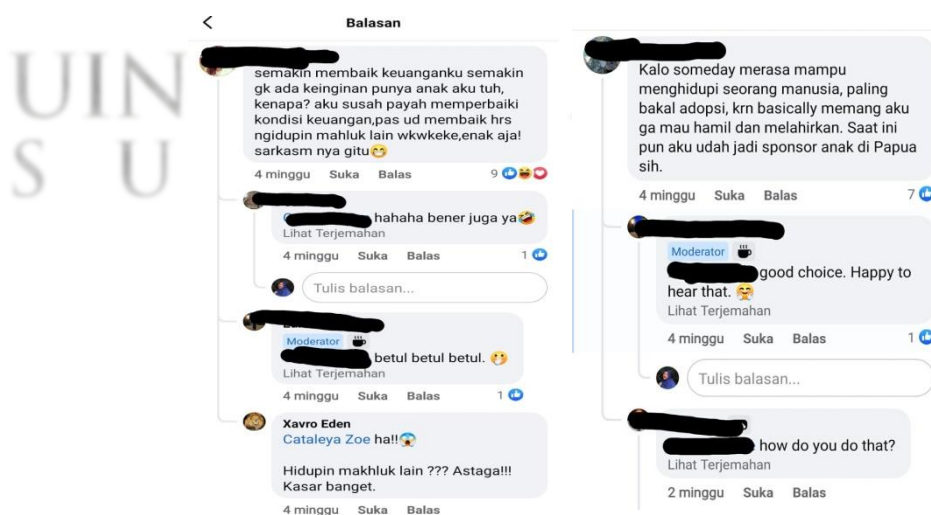 UIN
S U
Balasan
semakin membaik keuanganku semakin
gk ada keinginan punya anak aku tuh,
kenapa? aku susah payah memperbaiki
kondisi keuangan,pas ud membaik hrs
ngidupin mahluk lain wkwkeke,enak aja!
sarkasm nya gitu😁
4 minggu Suka Balas 9
hahaha bener juga ya🤣
Lihat Terjemahan
4 minggu Suka Balas 1
Tulis balasan...
Moderator
betul betul betul. 🤭
Lihat Terjemahan
4 minggu Suka Balas 1
Xavro Eden
Cataleya Zoe ha!!😱
Hidupin makhluk lain ??? Astaga!!!
Kasar banget.
4 minggu Suka Balas
Kalo someday merasa mampu
menghidupi seorang manusia, paling
bakal adopsi, krn basically memang aku
ga mau hamil dan melahirkan. Saat ini
pun aku udah jadi sponsor anak di Papua
sih.
4 minggu Suka Balas 7
Moderator
good choice. Happy to
hear that. 🤗
Lihat Terjemahan
4 minggu Suka Balas 1
Tulis balasan...
how do you do that?
Lihat Terjemahan
2 minggu Suka Balas